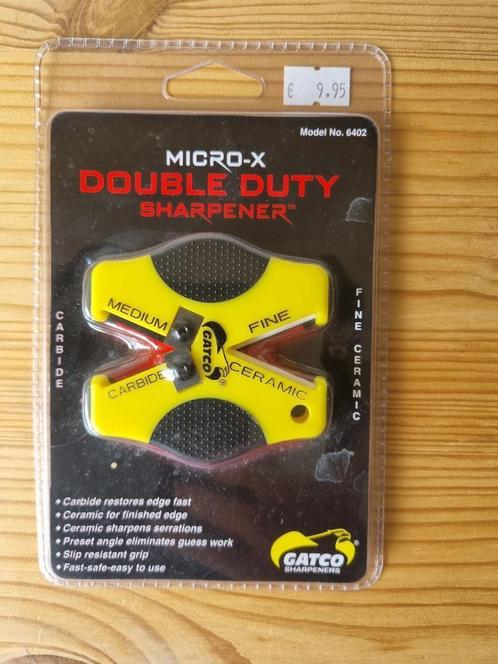 € 9.95
Model No. 6402
MICRO-X
DOUBLE DUTY
SHARPENER™
CARBIDE
FINE CERAMIC
MEDIUM
FINE
GATCO®
CARBIDE
CERAMIC
• Carbide restores edge fast
• Ceramic for finished edge
• Ceramic sharpens serrations
• Preset angle eliminates guess work
• Slip resistant grip
• Fast-safe-easy to use
GATCO®
SHARPENERS